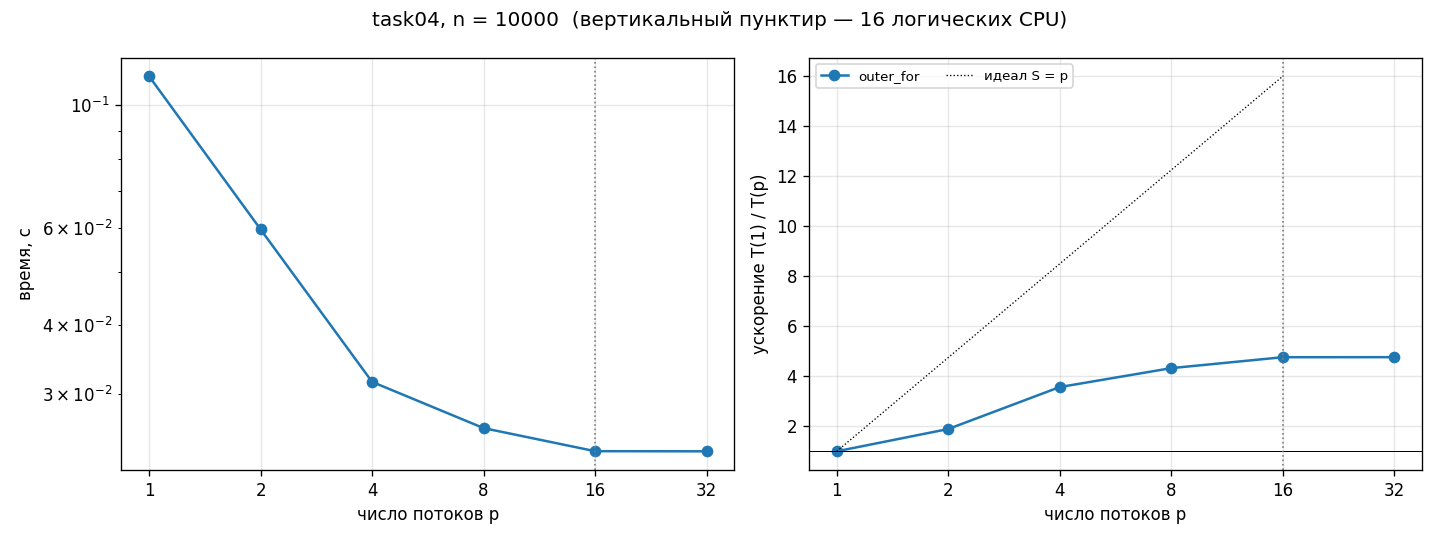 task04, n = 10000  (вертикальный пунктир — 16 логических CPU)
время, с
10⁻¹
6 × 10⁻²
4 × 10⁻²
3 × 10⁻²
1 2 4 8 16 32
число потоков p
ускорение T(1) / T(p)
outer_for
идеал S = p
16
14
12
10
8
6
4
2
1 2 4 8 16 32
число потоков p